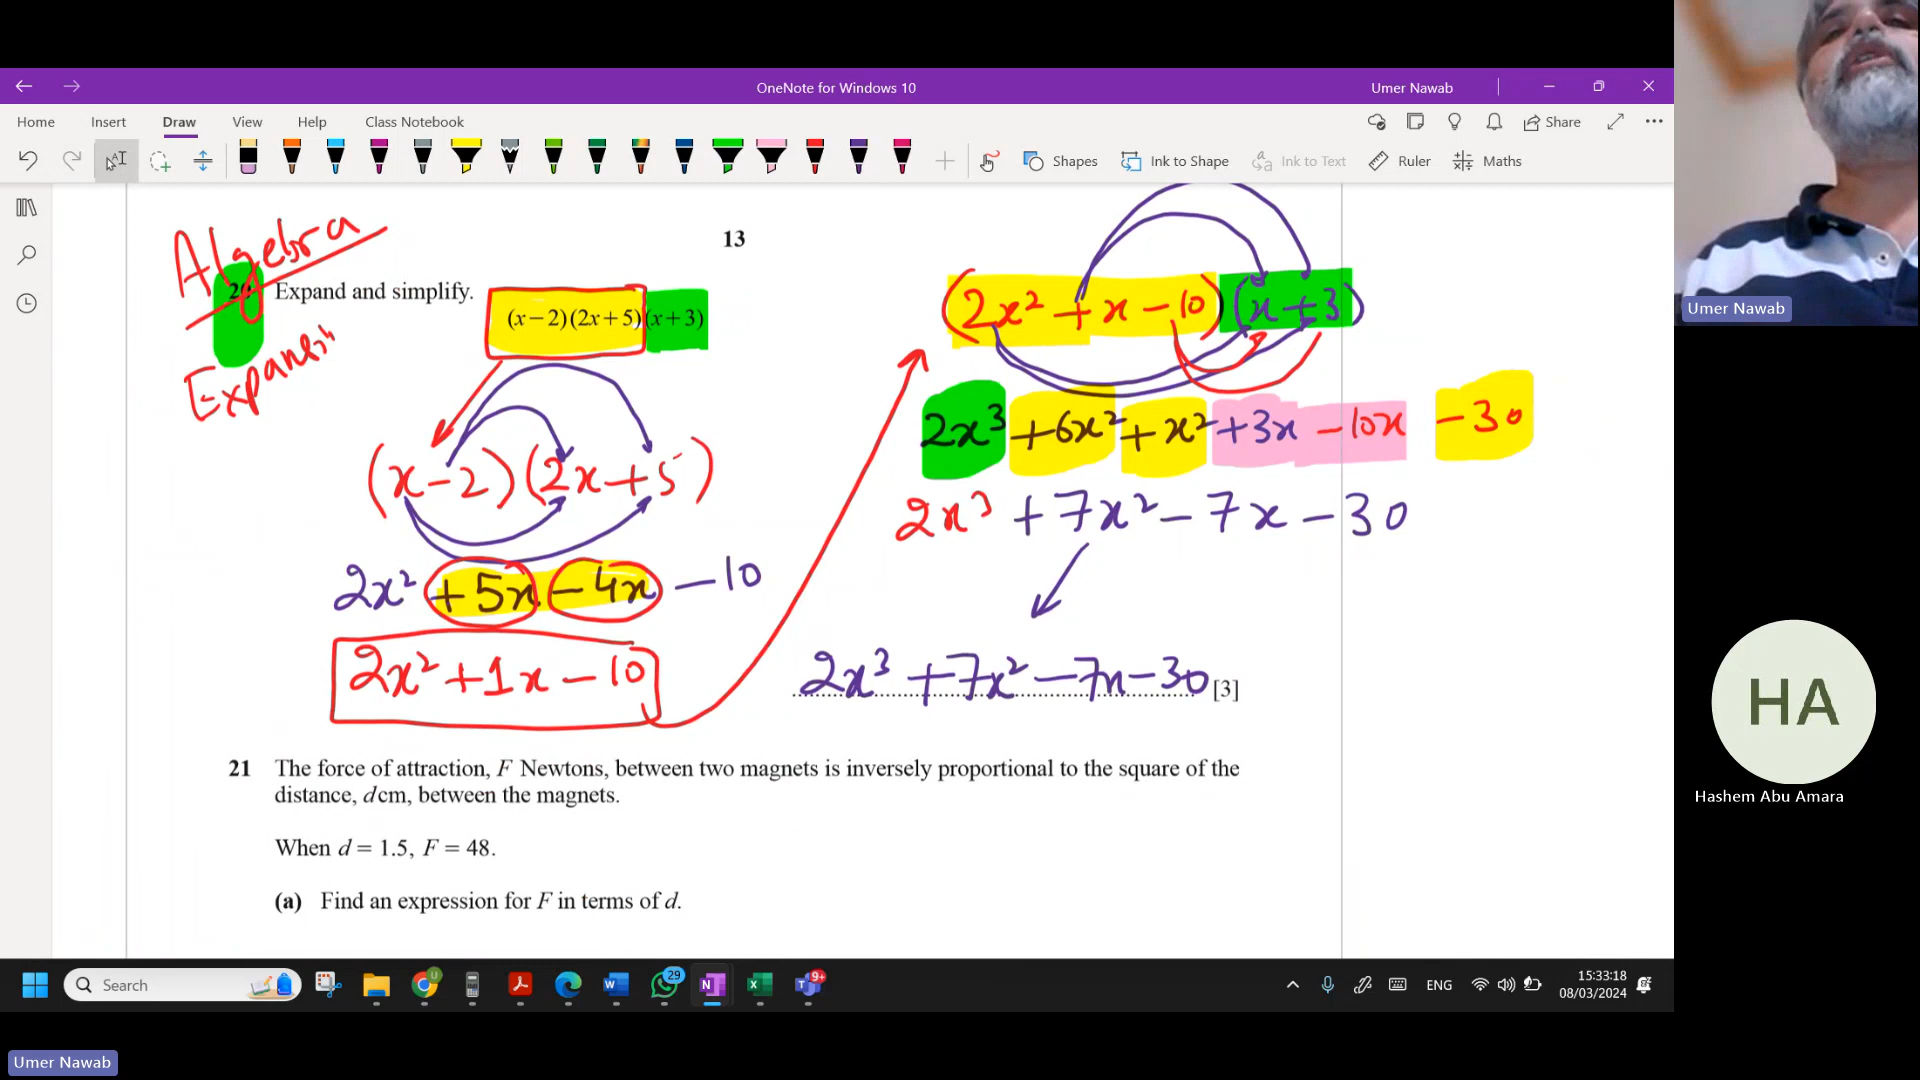 OneNote for Windows 10
Umer Nawab
Home Insert Draw View Help Class Notebook
Share
Shapes Ink to Shape Ink to Text Ruler Maths
Algebra
13
20 Expand and simplify.
(x − 2)(2x + 5)(x + 3)
(2x² + x − 10)(x + 3)
(x − 2)(2x + 5)
2x³ + 6x² + x² + 3x − 10x − 30
2x³ + 7x² − 7x − 30
2x² + 5x − 4x − 10
2x² + 1x − 10
2x³ + 7x² − 7x − 30 [3]
21 The force of attraction, F Newtons, between two magnets is inversely proportional to the square of the
distance, d cm, between the magnets.
When d = 1.5, F = 48.
(a) Find an expression for F in terms of d.
Umer Nawab
HA
Hashem Abu Amara
Search
U
29
9+
ENG
15:33:18
08/03/2024
Umer Nawab